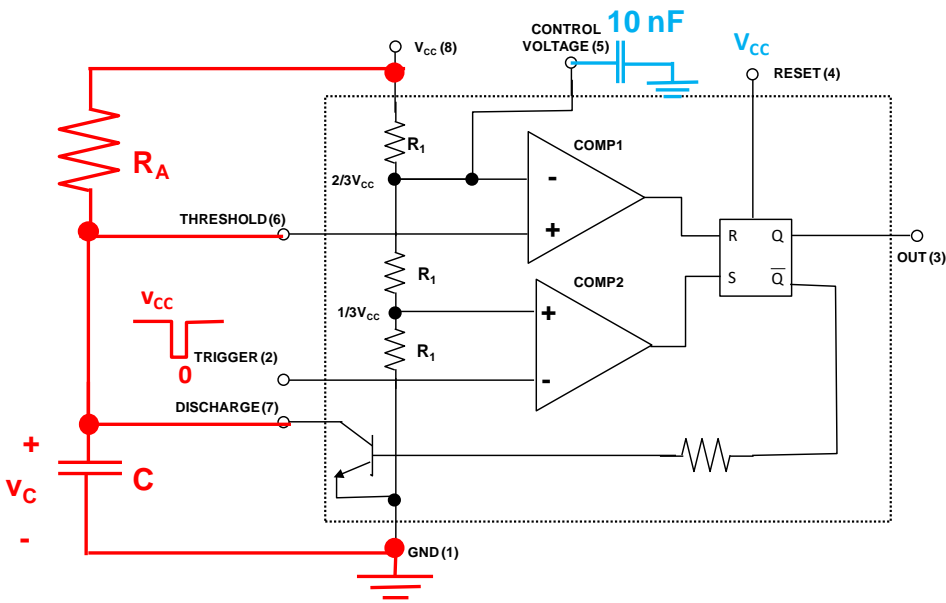 10 nF
CONTROL
VOLTAGE (5)
VCC
VCC (8)
RESET (4)
R1
COMP1
RA
2/3VCC
-
THRESHOLD (6)
+
R Q
OUT (3)
R1
COMP2
S Q̅
vCC
1/3VCC
+
R1
TRIGGER (2)
0
-
DISCHARGE (7)
+
vC
C
-
GND (1)